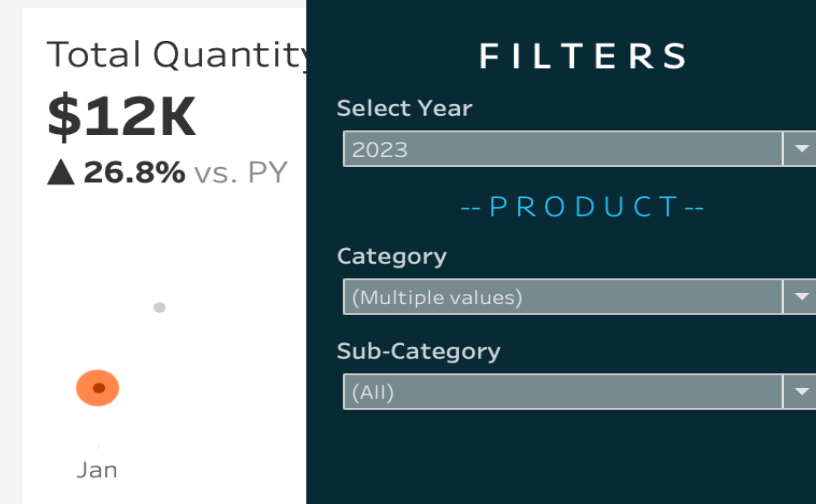 Total Quantity
$12K
▲ 26.8% vs. PY
Jan
FILTERS
Select Year
2023
--PRODUCT--
Category
(Multiple values)
Sub-Category
(All)